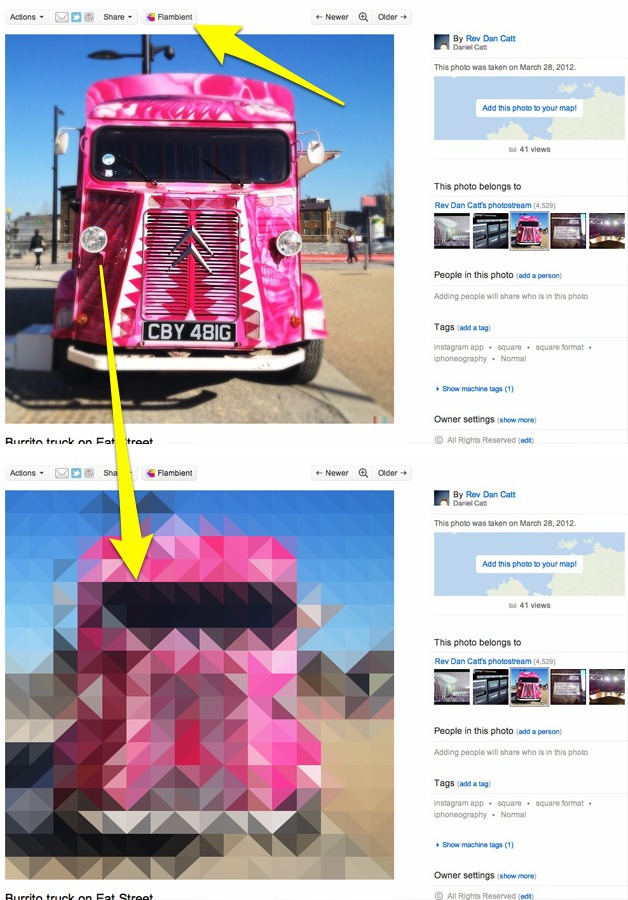 Actions Share Flambient Newer Older
By Rev Dan Catt
Daniel Catt
This photo was taken on March 28, 2012.
Add this photo to your map!
41 views
This photo belongs to
Rev Dan Catt's photostream (4,529)
People in this photo (add a person)
Adding people will share who is in this photo
Tags (add a tag)
instagram app • square • square format •
iphoneography • Normal
Show machine tags (1)
Owner settings (show more)
© All Rights Reserved (edit)
CBY 481G
Burrito truck on Eat Street
Actions Share Flambient Newer Older
By Rev Dan Catt
Daniel Catt
This photo was taken on March 28, 2012.
Add this photo to your map!
41 views
This photo belongs to
Rev Dan Catt's photostream (4,529)
People in this photo (add a person)
Adding people will share who is in this photo
Tags (add a tag)
instagram app • square • square format •
iphoneography • Normal
Show machine tags (1)
Owner settings (show more)
© All Rights Reserved (edit)
Burrito truck on Eat Street